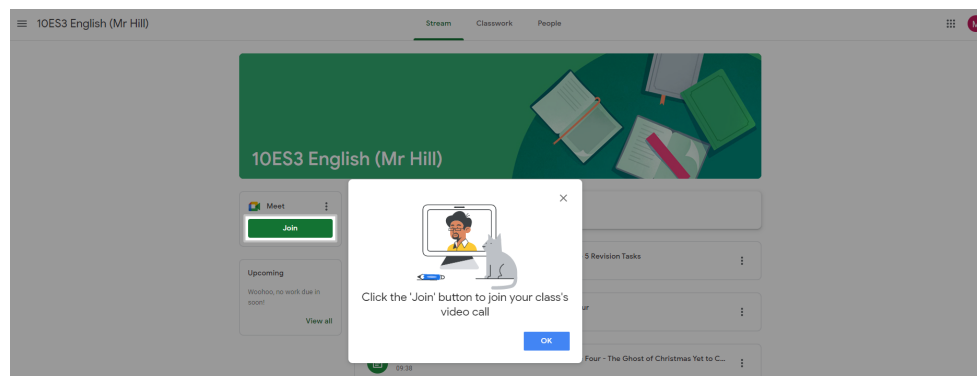 10ES3 English (Mr Hill)
Stream Classwork People
10ES3 English (Mr Hill)
Meet
Join
Upcoming
Woohoo, no work due in
soon!
View all
Click the 'Join' button to join your class's
video call
OK
5 Revision Tasks
ur
Four - The Ghost of Christmas Yet to C...
09:38